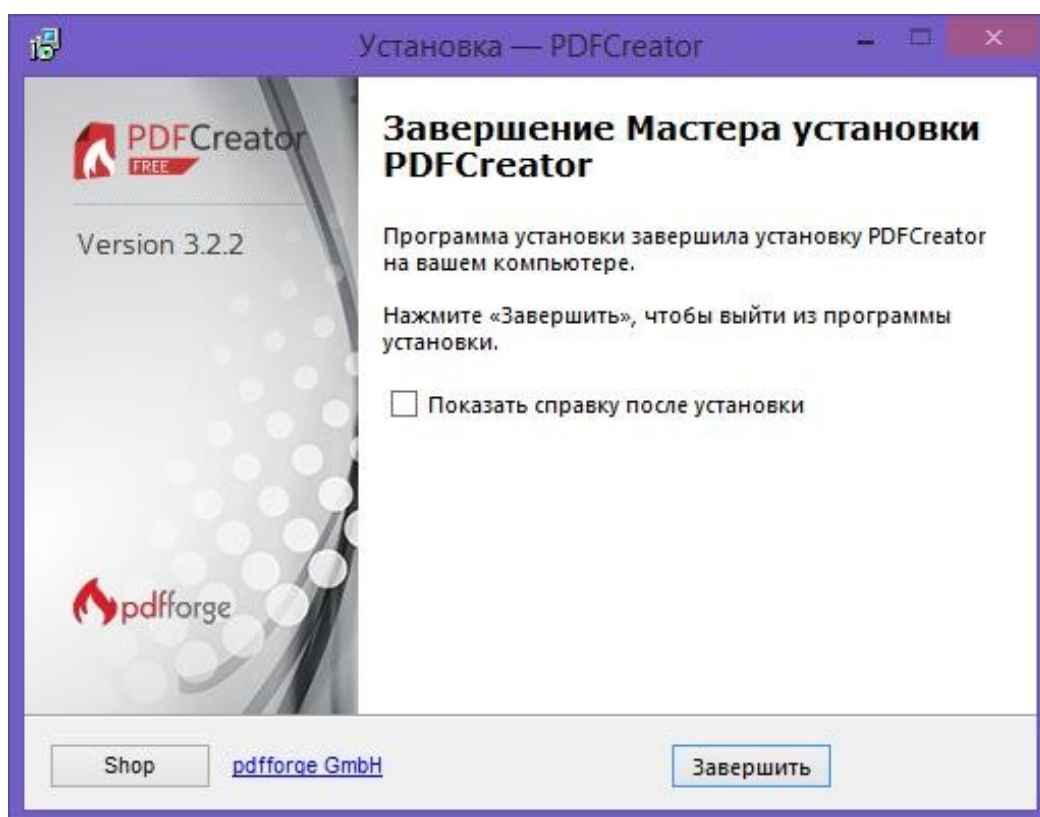 Установка — PDFCreator
PDFCreator
FREE
Version 3.2.2
Завершение Мастера установки
PDFCreator
Программа установки завершила установку PDFCreator
на вашем компьютере.
Нажмите «Завершить», чтобы выйти из программы
установки.
Показать справку после установки
pdfforge
Shop
pdfforge GmbH
Завершить